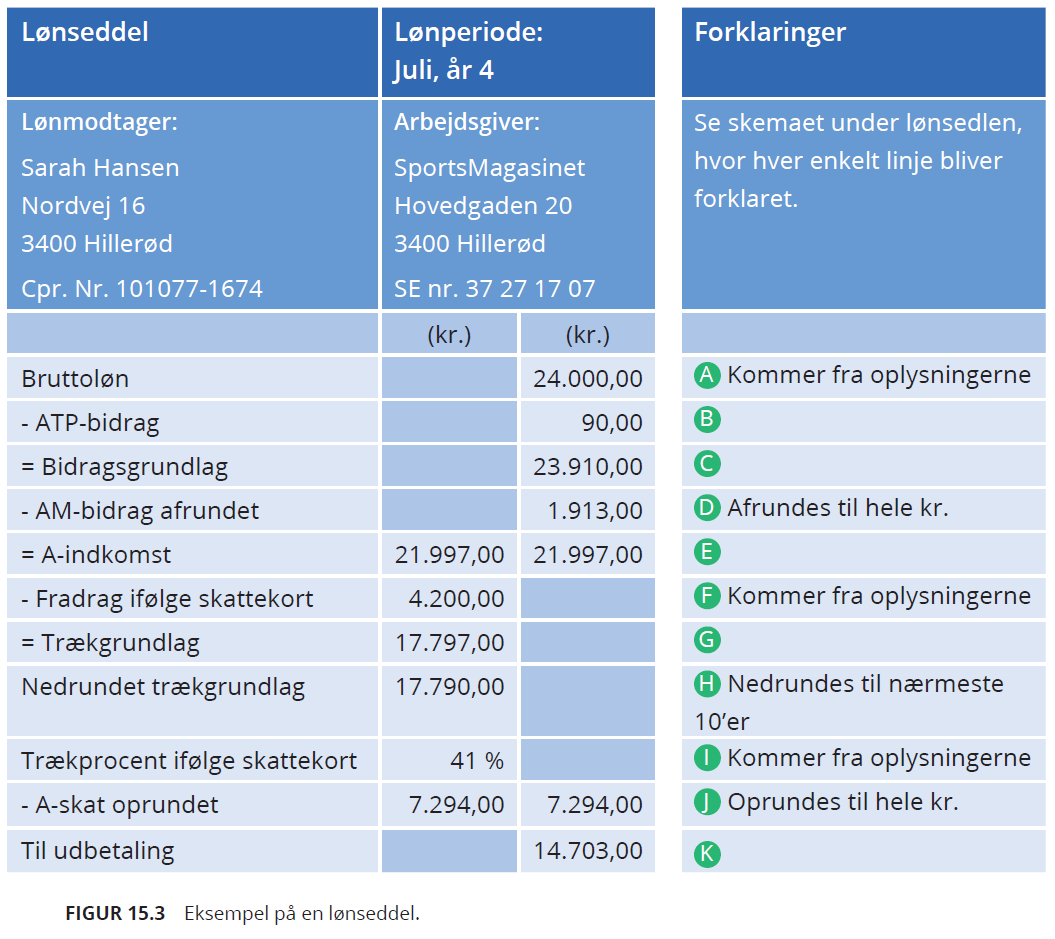 Lønseddel
Lønperiode:
Juli, år 4
Forklaringer
Lønmodtager:
Sarah Hansen
Nordvej 16
3400 Hillerød
Cpr. Nr. 101077-1674
Arbejdsgiver:
SportsMagasinet
Hovedgaden 20
3400 Hillerød
SE nr. 37 27 17 07
Se skemaet under lønsedlen,
hvor hver enkelt linje bliver
forklaret.
(kr.) (kr.)
Bruttoløn 24.000,00 A Kommer fra oplysningerne
- ATP-bidrag 90,00 B
= Bidragsgrundlag 23.910,00 C
- AM-bidrag afrundet 1.913,00 D Afrundes til hele kr.
= A-indkomst 21.997,00 21.997,00 E
- Fradrag ifølge skattekort 4.200,00 F Kommer fra oplysningerne
= Trækgrundlag 17.797,00 G
Nedrundet trækgrundlag 17.790,00 H Nedrundes til nærmeste
10’er
Trækprocent ifølge skattekort 41 % I Kommer fra oplysningerne
- A-skat oprundet 7.294,00 7.294,00 J Oprundes til hele kr.
Til udbetaling 14.703,00 K
FIGUR 15.3 Eksempel på en lønseddel.